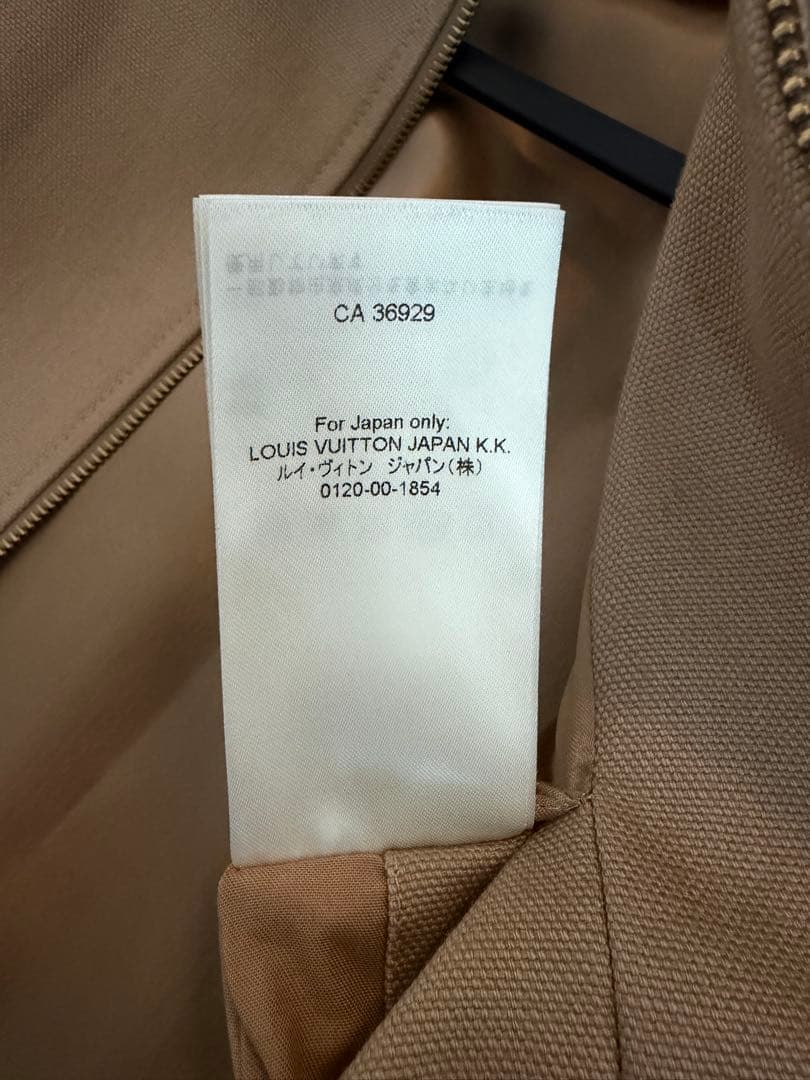 CA 36929
For Japan only:
LOUIS VUITTON JAPAN K.K.
ルイ・ヴィトン ジャパン(株)
0120-00-1854